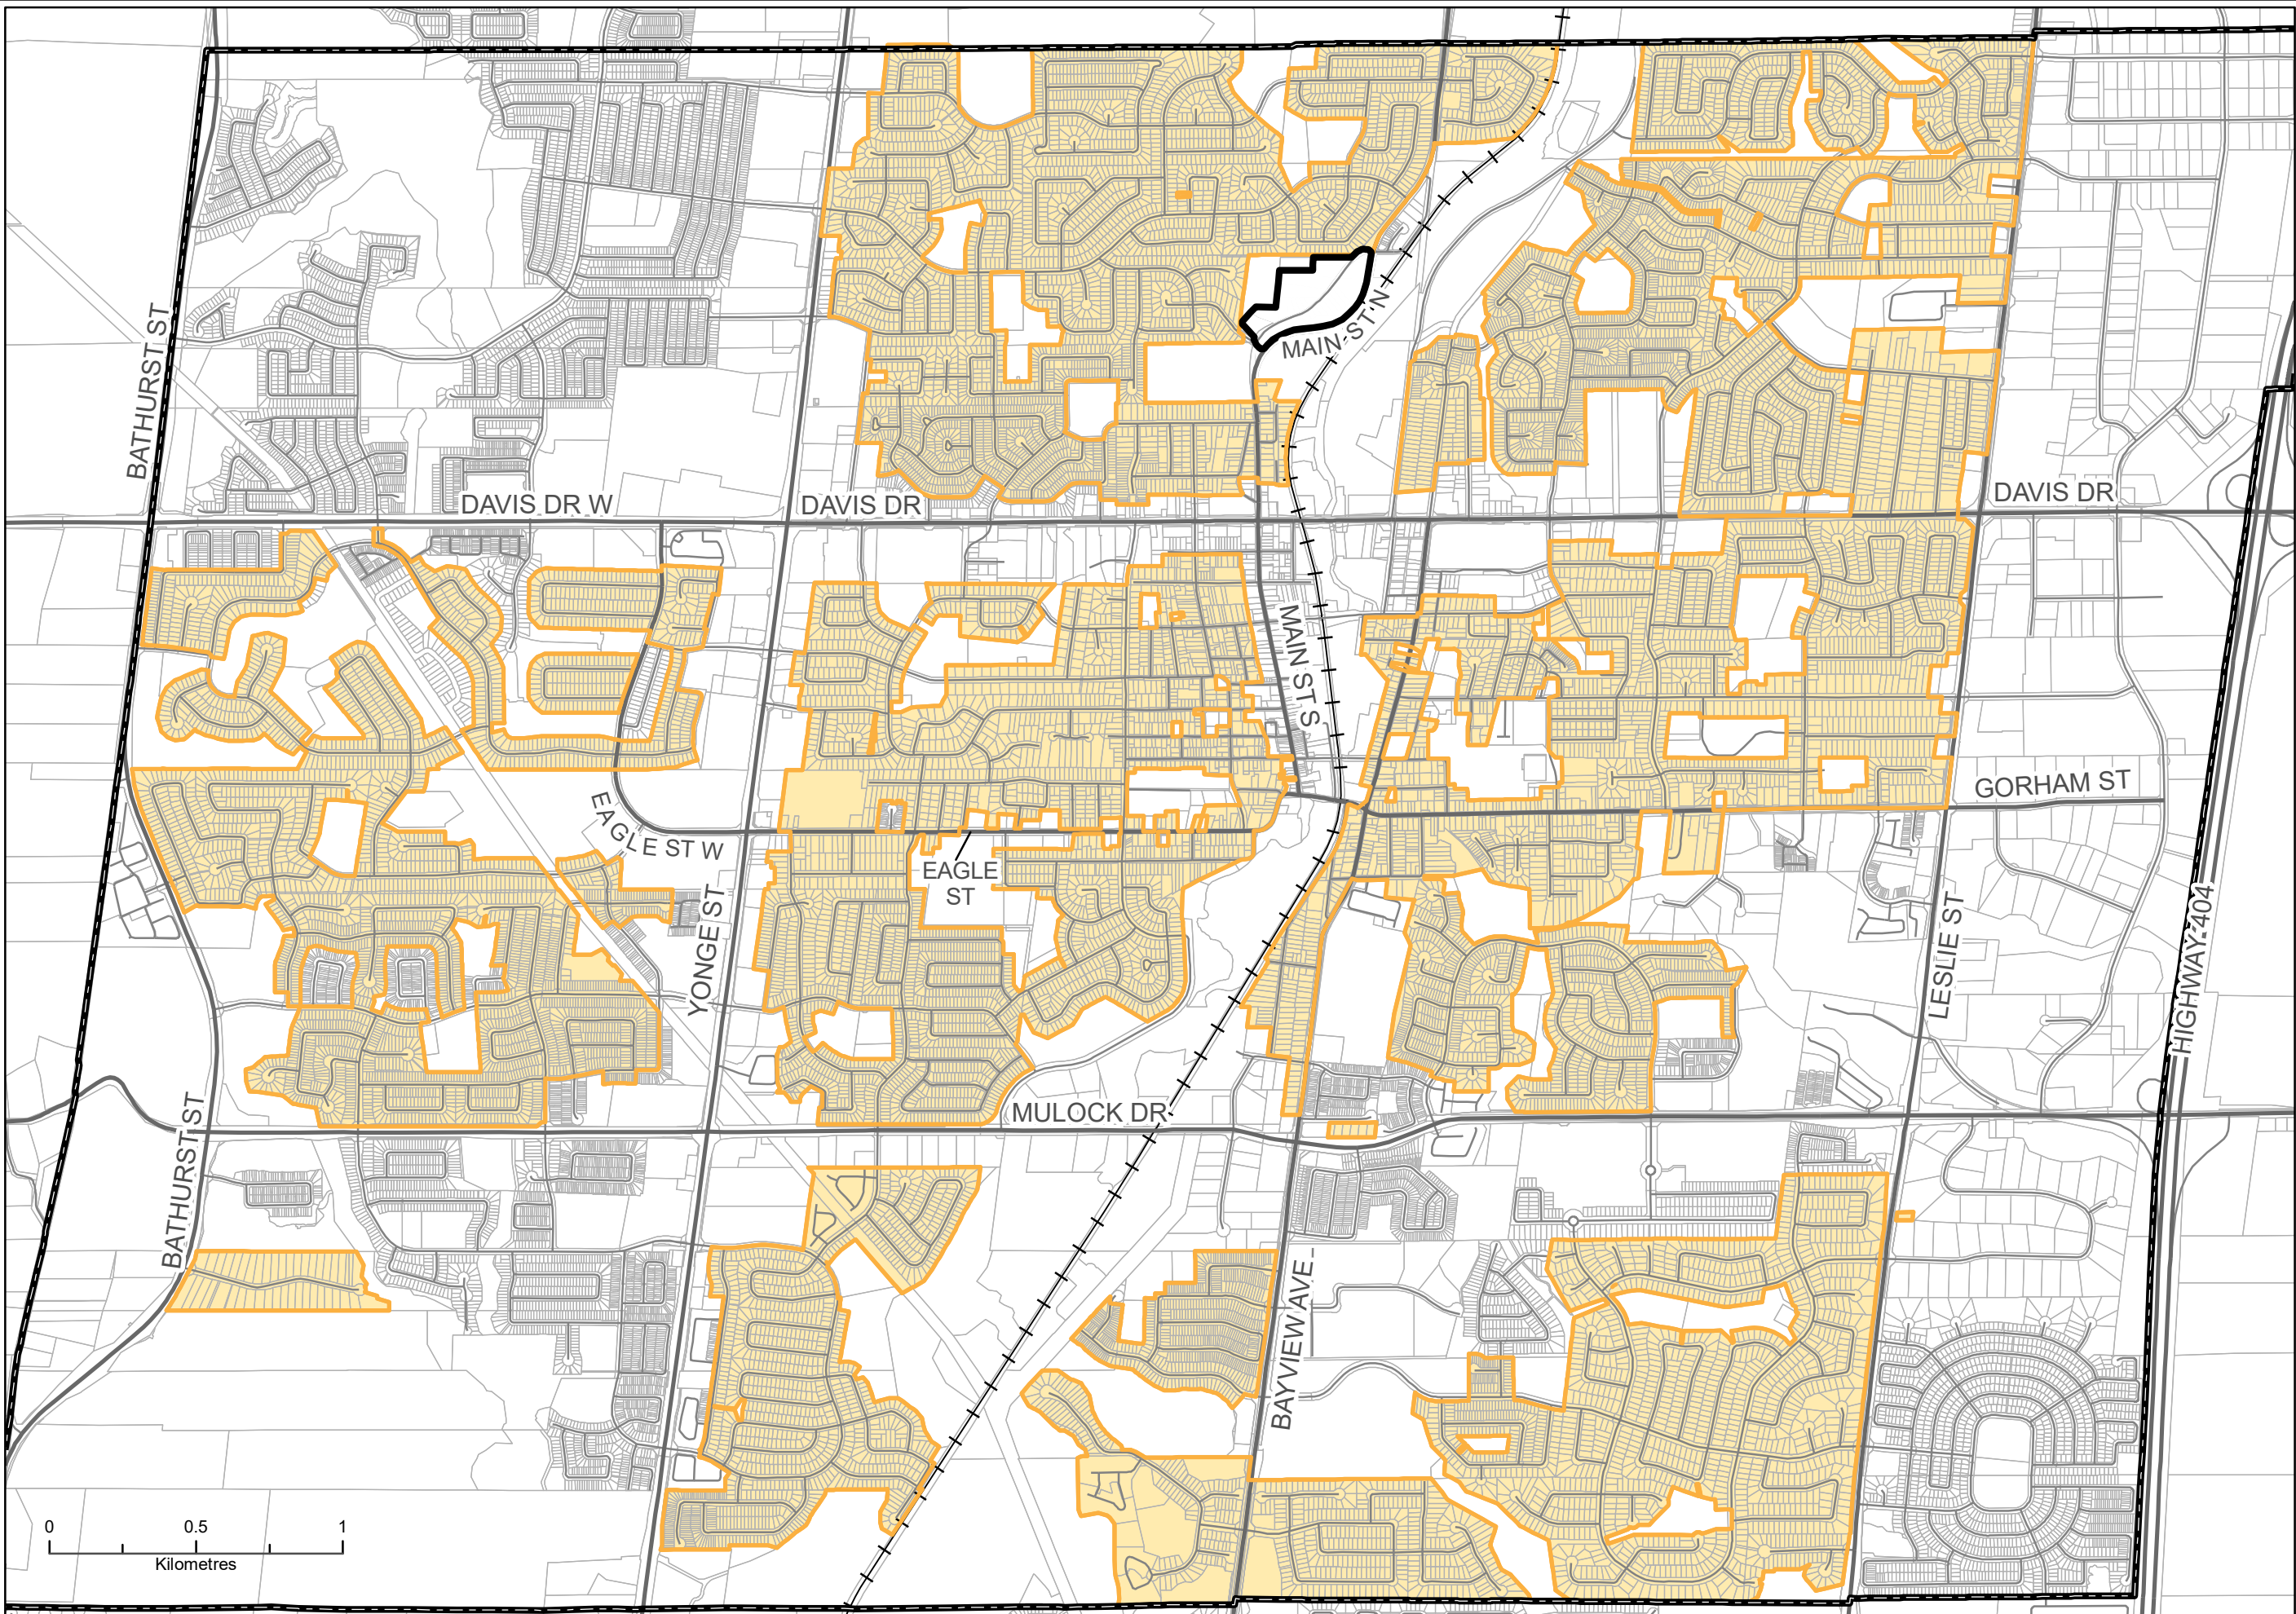 BATHURST ST
MAIN ST N
DAVIS DR W
DAVIS DR
DAVIS DR
MAIN ST S
GORHAM ST
EAGLE ST W
EAGLE
ST
YONGE ST
LESLIE ST
HIGHWAY 404
MULOCK DR
BATHURST ST
BAYVIEW AVE
0 0.5 1
Kilometres